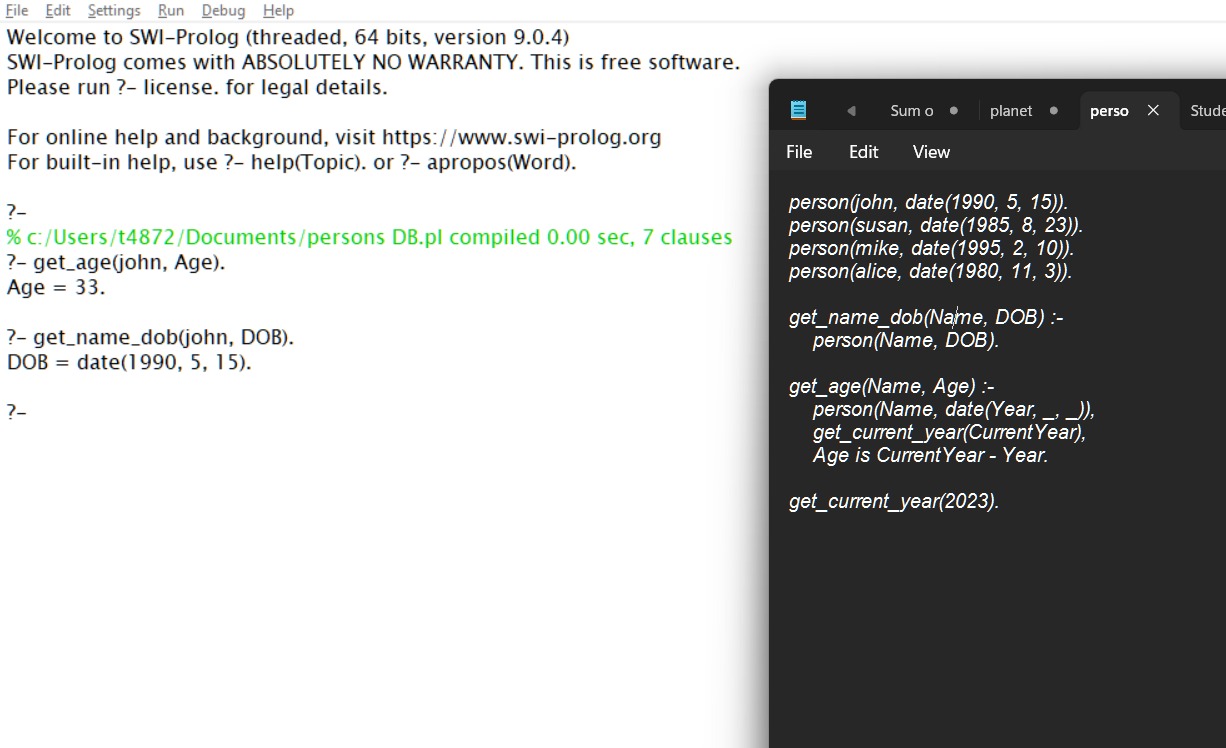 File Edit Settings Run Debug Help
Welcome to SWI-Prolog (threaded, 64 bits, version 9.0.4)
SWI-Prolog comes with ABSOLUTELY NO WARRANTY. This is free software.
Please run ?- license. for legal details.
For online help and background, visit https://www.swi-prolog.org
For built-in help, use ?- help(Topic). or ?- apropos(Word).
?-
% c:/Users/t4872/Documents/persons DB.pl compiled 0.00 sec, 7 clauses
?- get_age(john, Age).
Age = 33.
?- get_name_dob(john, DOB).
DOB = date(1990, 5, 15).
?-
Sum o planet perso Stude
File Edit View
person(john, date(1990, 5, 15)).
person(susan, date(1985, 8, 23)).
person(mike, date(1995, 2, 10)).
person(alice, date(1980, 11, 3)).
get_name_dob(Name, DOB) :-
person(Name, DOB).
get_age(Name, Age) :-
person(Name, date(Year, _, _)),
get_current_year(CurrentYear),
Age is CurrentYear - Year.
get_current_year(2023).